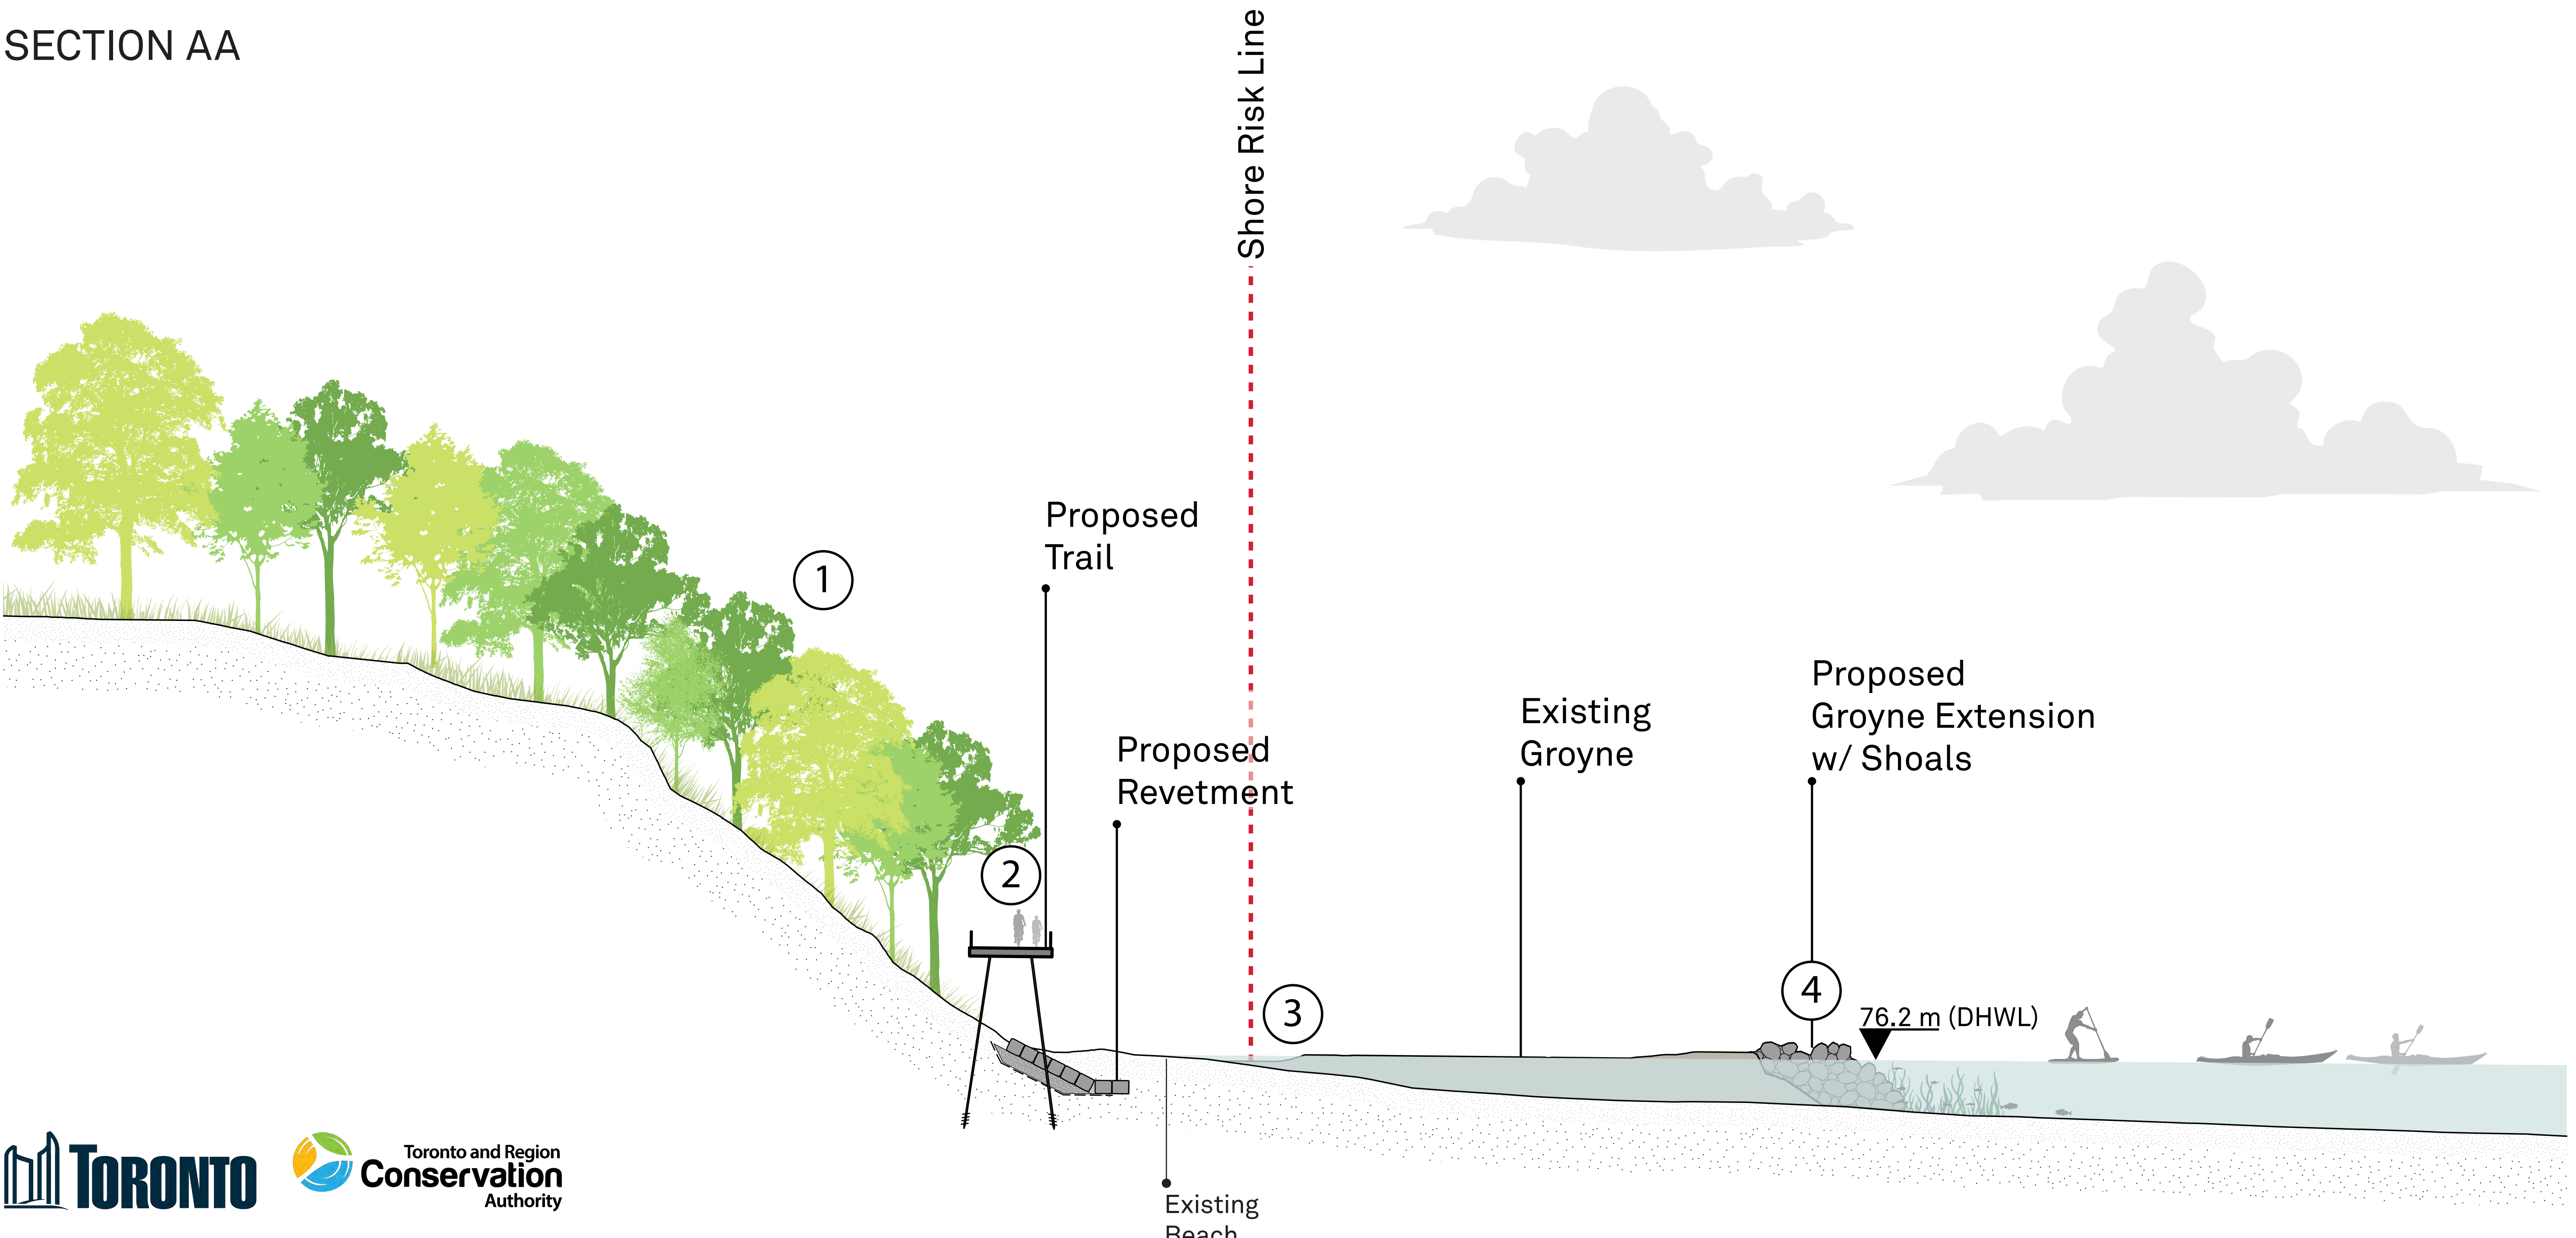 SECTION AA
Shore Risk Line
1
Proposed
Trail
2
Proposed
Revetment
3
Existing
Groyne
Proposed
Groyne Extension
w/ Shoals
4
76.2 m (DHWL)
Existing
Beach
TORONTO
Toronto and Region
Conservation
Authority